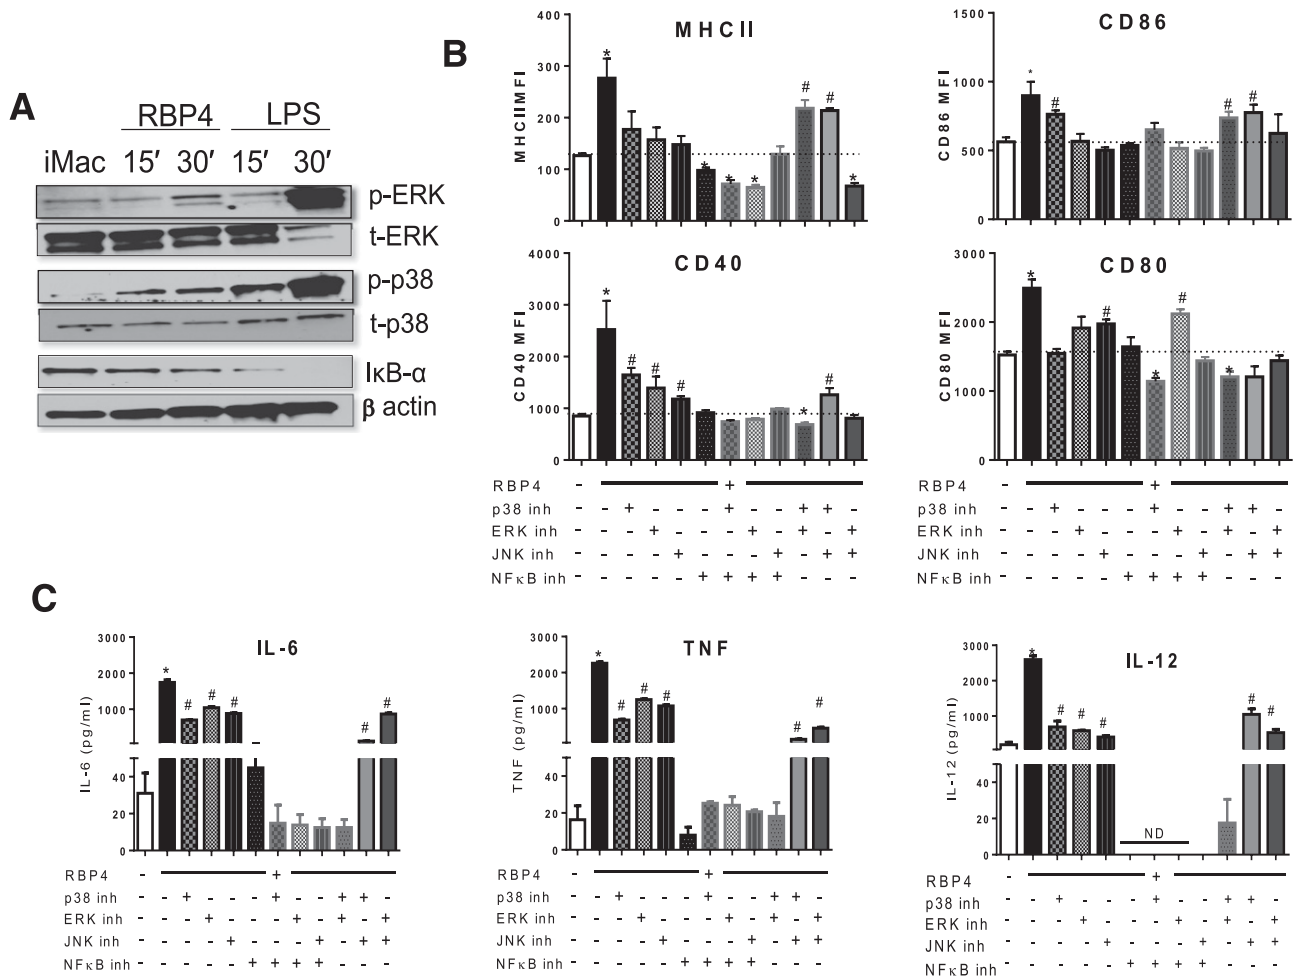 A
RBP4 LPS
iMac 15′ 30′ 15′ 30′
p-ERK
t-ERK
p-p38
t-p38
IκB-α
β actin
B
MHCII
MHCII MFI
400
300
200
100
0
* * * * # # *
CD86
CD86 MFI
1500
1000
500
0
* # # #
CD40
CD40 MFI
4000
3000
2000
1000
0
* # # # * #
CD80
CD80 MFI
3000
2000
1000
0
* # * # *
RBP4 - +
p38 inh - - + - - - + - - + + -
ERK inh - - - + - - - + - + - +
JNK inh - - - - + - - - + - + +
NFκB inh - - - - - + + + + - - -
RBP4 - +
p38 inh - - + - - - + - - + + -
ERK inh - - - + - - - + - + - +
JNK inh - - - - + - - - + - + +
NFκB inh - - - - - + + + + - - -
C
IL-6
IL-6 (pg/ml)
3000
2000
1000
40
20
0
* # # # # #
RBP4 - +
p38 inh - - + - - - + - - + + -
ERK inh - - - + - - - + - + - +
JNK inh - - - - + - - - + - + +
NFκB inh - - - - - + + + + - - -
TNF
TNF (pg/ml)
3000
2000
1000
40
20
0
* # # # # #
RBP4 - +
p38 inh - - + - - - + - - + + -
ERK inh - - - + - - - + - + - +
JNK inh - - - - + - - - + - + +
NFκB inh - - - - - + + + + - - -
IL-12
IL-12 (pg/ml)
3000
2000
1000
40
20
0
* # # # # #
ND
RBP4 - +
p38 inh - - + - - - + - - + + -
ERK inh - - - + - - - + - + - +
JNK inh - - - - + - - - + - + +
NFκB inh - - - - - + + + + - - -